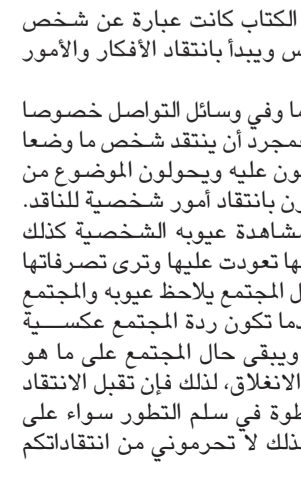 الكتاب كانت عبارة عن شخص
س ويبدأ بانتقاد الأفكار والأمور
ما وفي وسائل التواصل خصوصا
بمجرد أن ينتقد شخص ما وضعا
ون عليه ويحولون الموضوع من
ون بانتقاد أمور شخصية للناقد.
مشاهدة عيوبه الشخصية كذلك
ها تعودت عليها وترى تصرفاتها
ل المجتمع يلاحظ عيوبه والمجتمع
دما تكون ردة المجتمع عكســية
ويبقى حال المجتمع على ما هو
الانغلاق، لذلك فإن تقبل الانتقاد
طوة في سلم التطور سواء على
ذلك لا تحرموني من انتقاداتكم